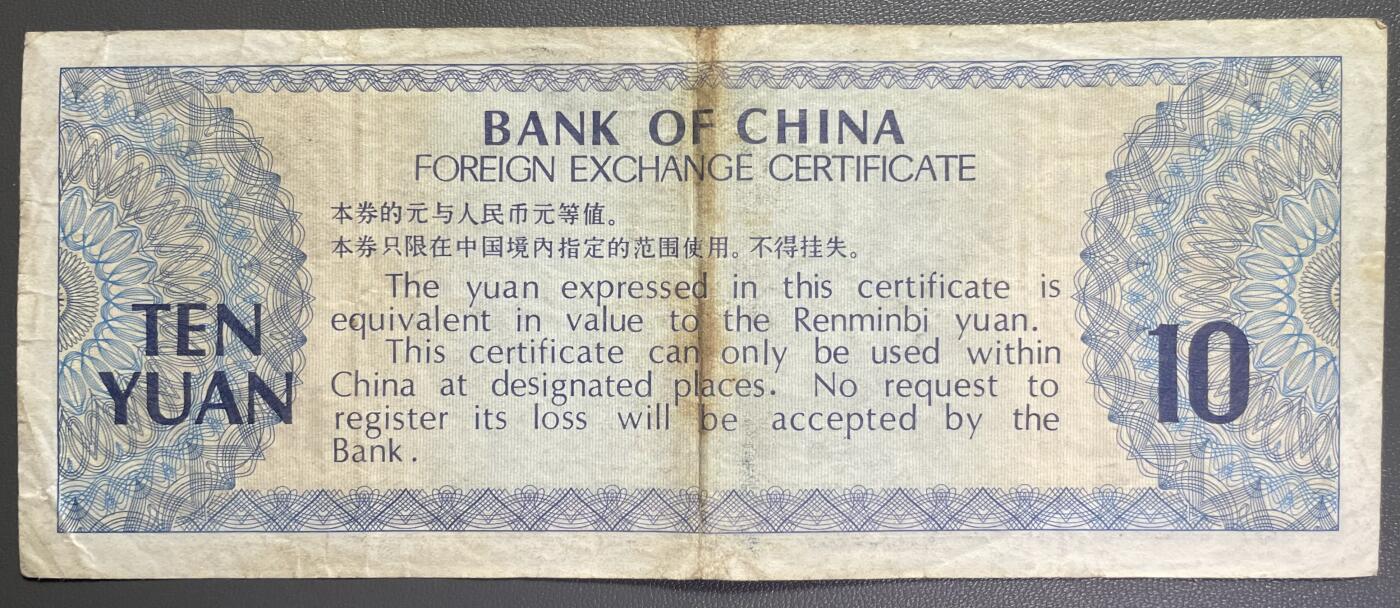 BANK OF CHINA
FOREIGN EXCHANGE CERTIFICATE
本券的元与人民币元等值。
本券只限在中国境内指定的范围使用。不得挂失。
The yuan expressed in this certificate is
equivalent in value to the Renminbi yuan.
This certificate can only be used within
China at designated places. No request to
register its loss will be accepted by the
Bank.
TEN
YUAN
10